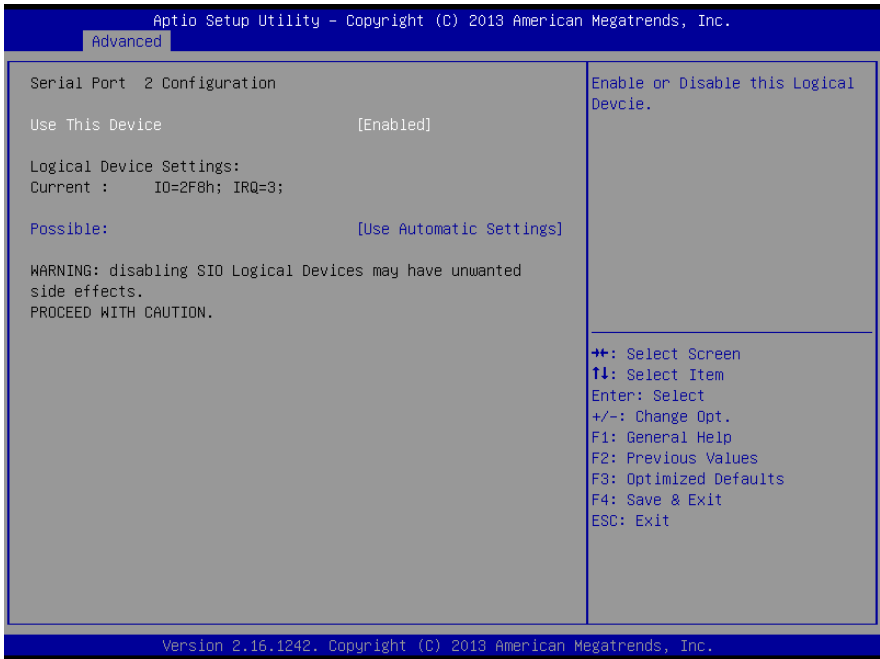 Aptio Setup Utility – Copyright (C) 2013 American Megatrends, Inc.
Advanced
Serial Port 2 Configuration
Use This Device [Enabled]
Logical Device Settings:
Current : IO=2F8h; IRQ=3;
Possible: [Use Automatic Settings]
WARNING: disabling SIO Logical Devices may have unwanted
side effects.
PROCEED WITH CAUTION.
Enable or Disable this Logical
Devcie.
→←: Select Screen
↑↓: Select Item
Enter: Select
+/-: Change Opt.
F1: General Help
F2: Previous Values
F3: Optimized Defaults
F4: Save & Exit
ESC: Exit
Version 2.16.1242. Copyright (C) 2013 American Megatrends, Inc.